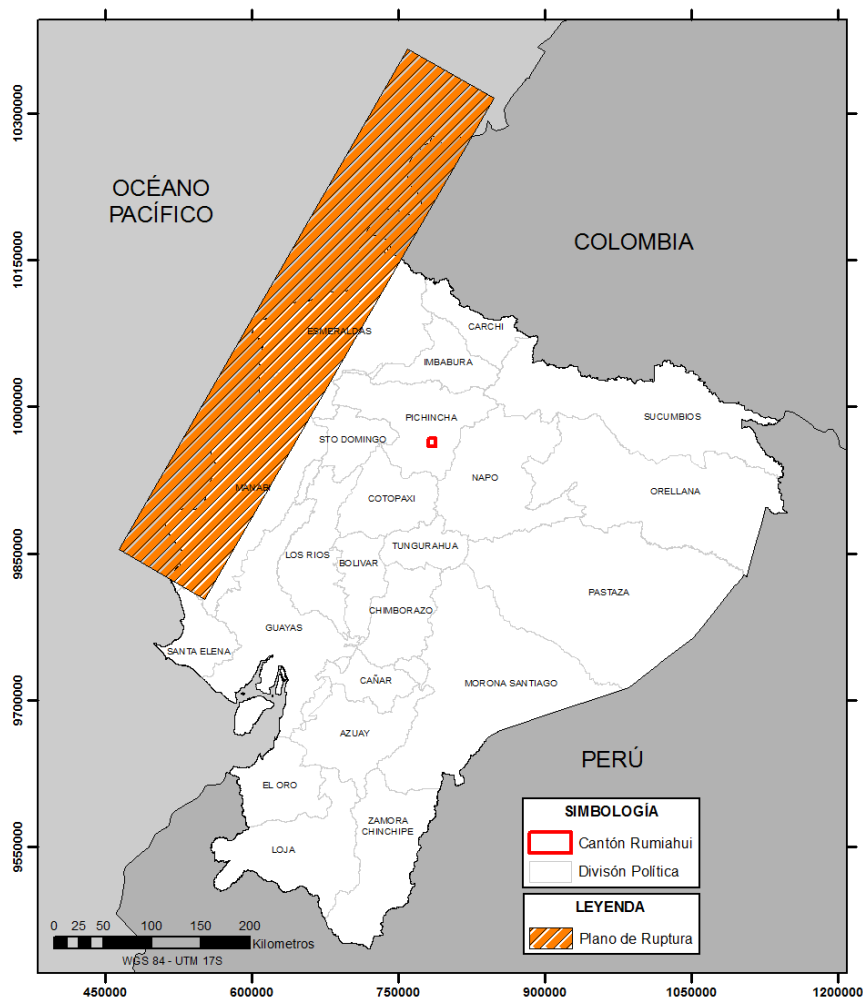 OCÉANO
PACÍFICO
COLOMBIA
ESMERALDAS
CARCHI
IMBABURA
PICHINCHA
SUCUMBIOS
STO DOMINGO
NAPO
MANABI
COTOPAXI
ORELLANA
TUNGURAHUA
LOS RIOS
BOLIVAR
PASTAZA
CHIMBORAZO
GUAYAS
SANTA ELENA
CAÑAR
MORONA SANTIAGO
AZUAY
PERÚ
EL ORO
ZAMORA
CHINCHIPE
LOJA
SIMBOLOGÍA
Cantón Rumiahui
Divisón Política
LEYENDA
Plano de Ruptura
0 25 50 100 150 200
Kilometros
WGS 84 - UTM 17S
10300000
10150000
10000000
9850000
9700000
9550000
450000 600000 750000 900000 1050000 1200000